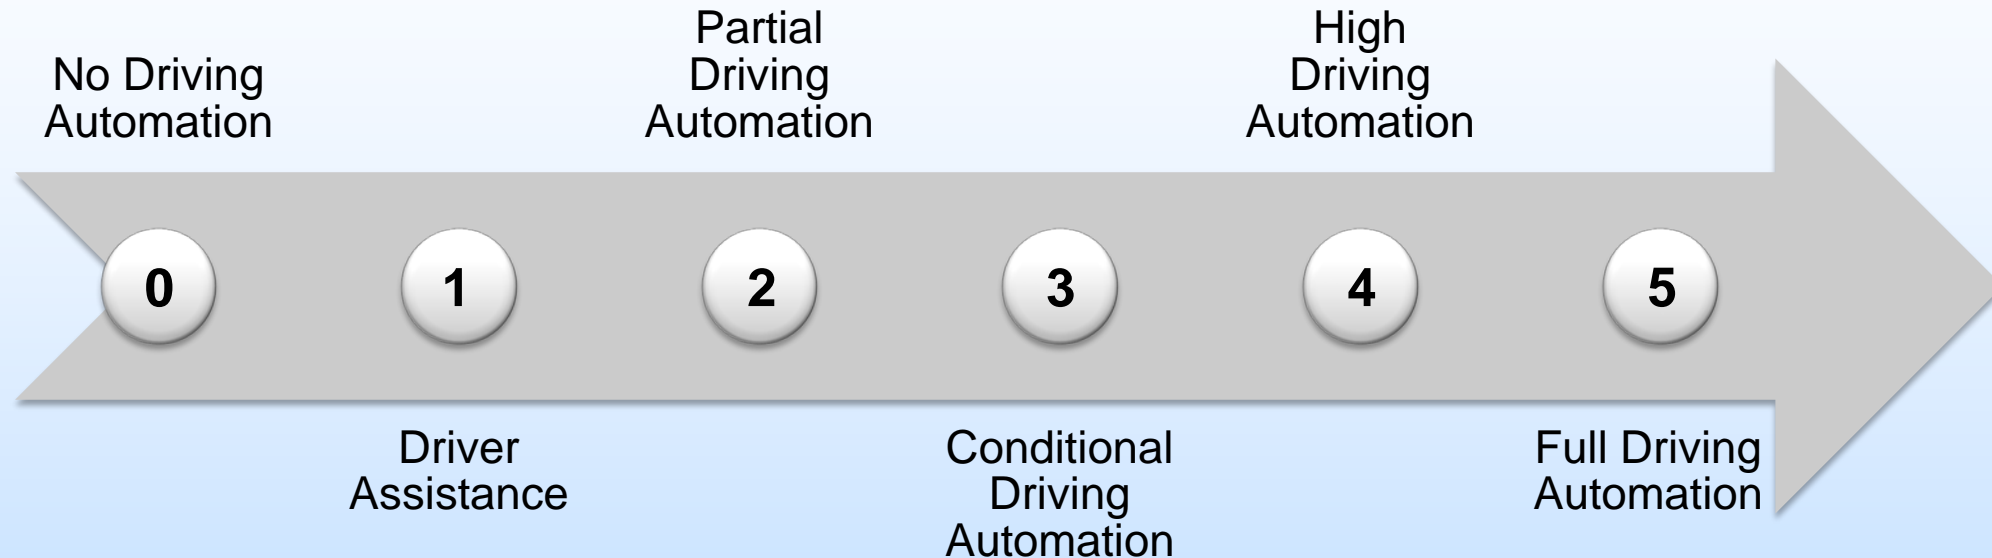 No Driving
Automation
Partial
Driving
Automation
High
Driving
Automation
0
1
2
3
4
5
Driver
Assistance
Conditional
Driving
Automation
Full Driving
Automation